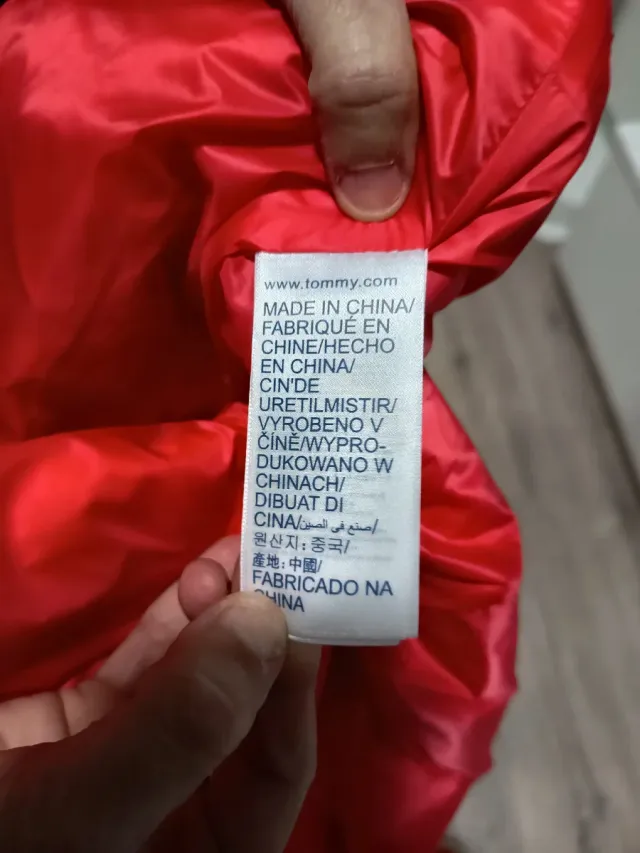 www.tommy.com
MADE IN CHINA/
FABRIQUÉ EN
CHINE/HECHO
EN CHINA/
CIN'DE
URETILMISTIR/
VYROBENO V
ČÍNĚ/WYPRO-
DUKOWANO W
CHINACH/
DIBUAT DI
CINA/صنع في الصين/
원산지: 중국/
產地: 中國/
FABRICADO NA
CHINA